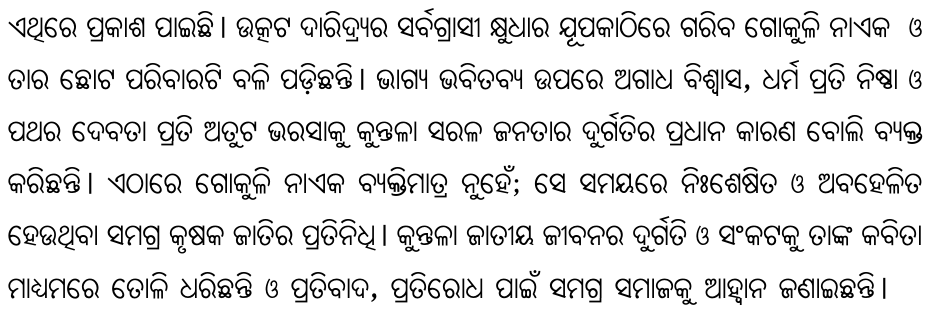 ଏଥିରେ ପ୍ରକାଶ ପାଇଛି। ଉତ୍କଟ ଦାରିଦ୍ର୍ୟର ସର୍ବଗ୍ରାସୀ କ୍ଷୁଧାର ଯୂପକାଠିରେ ଗରିବ ଗୋକୁଳି ନାଏକ ଓ
ତାର ଛୋଟ ପରିବାରଟି ବଳି ପଡ଼ିଛନ୍ତି। ଭାଗ୍ୟ ଭବିତବ୍ୟ ଉପରେ ଅଗାଧ ବିଶ୍ୱାସ, ଧର୍ମ ପ୍ରତି ନିଷ୍ଠା ଓ
ପଥର ଦେବତା ପ୍ରତି ଅତୁଟ ଭରସାକୁ କୁନ୍ତଳା ସରଳ ଜନତାର ଦୁର୍ଗତିର ପ୍ରଧାନ କାରଣ ବୋଲି ବ୍ୟକ୍ତ
କରିଛନ୍ତି। ଏଠାରେ ଗୋକୁଳି ନାଏକ ବ୍ୟକ୍ତିମାତ୍ର ନୁହେଁ; ସେ ସମୟରେ ନିଃଶେଷିତ ଓ ଅବହେଳିତ
ହେଉଥିବା ସମଗ୍ର କୃଷକ ଜାତିର ପ୍ରତିନିଧି। କୁନ୍ତଳା ଜାତୀୟ ଜୀବନର ଦୁର୍ଗତି ଓ ସଂକଟକୁ ତାଙ୍କ କବିତା
ମାଧ୍ୟମରେ ତୋଳି ଧରିଛନ୍ତି ଓ ପ୍ରତିବାଦ, ପ୍ରତିରୋଧ ପାଇଁ ସମଗ୍ର ସମାଜକୁ ଆହ୍ୱାନ ଜଣାଇଛନ୍ତି।